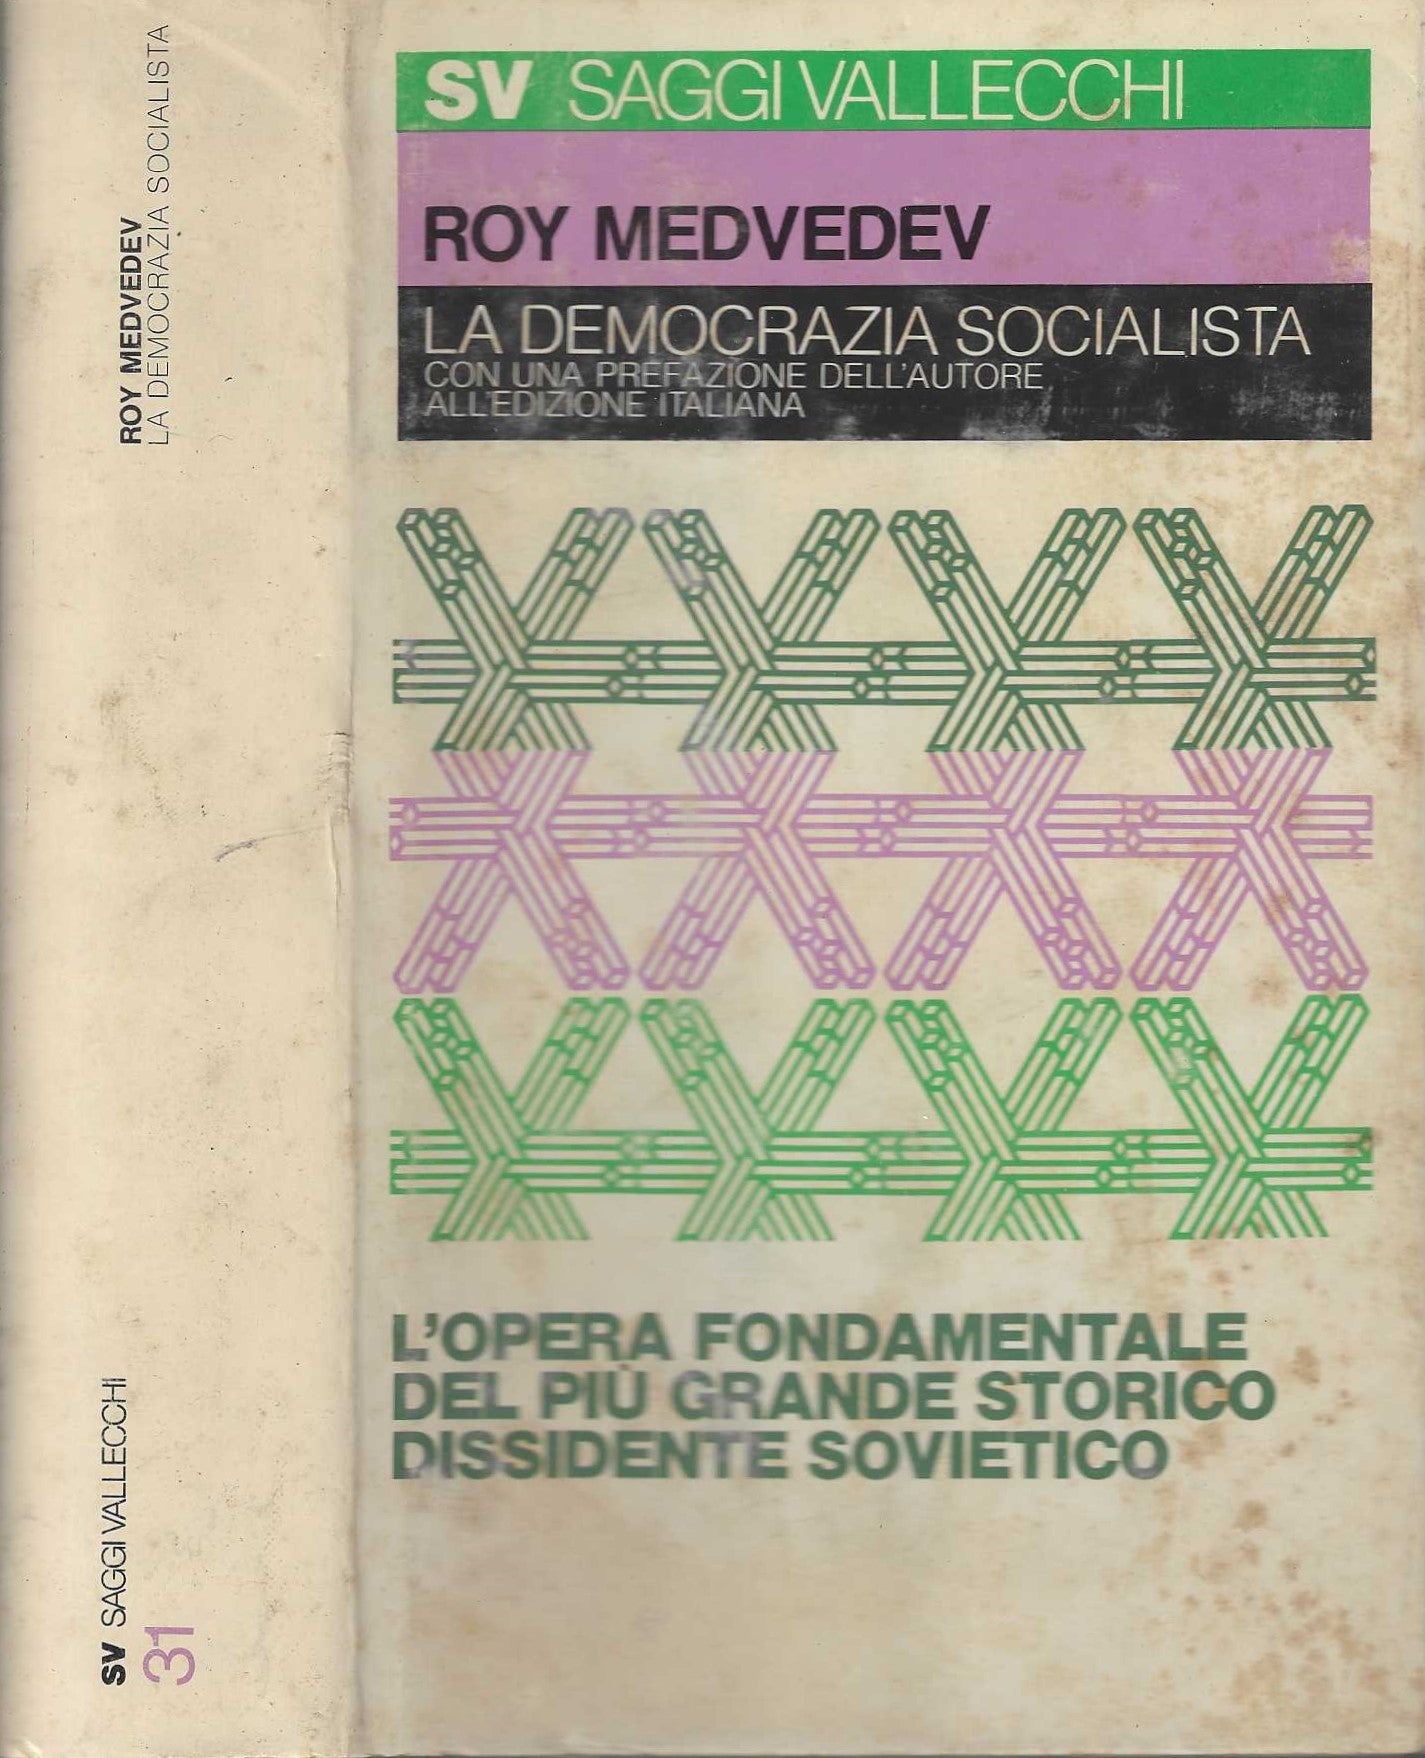 ROY MEDVEDEV
LA DEMOCRAZIA SOCIALISTA
SV SAGGI VALLECCHI
31
SV SAGGI VALLECCHI
ROY MEDVEDEV
LA DEMOCRAZIA SOCIALISTA
CON UNA PREFAZIONE DELL'AUTORE
ALL'EDIZIONE ITALIANA
L'OPERA FONDAMENTALE
DEL PIÙ GRANDE STORICO
DISSIDENTE SOVIETICO